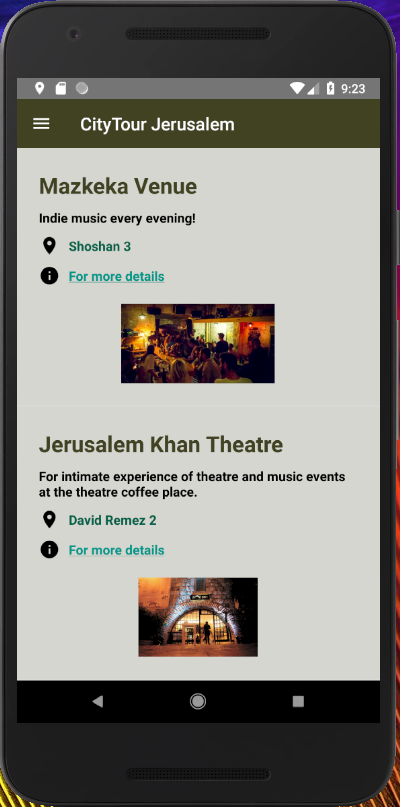 9:23
CityTour Jerusalem
Mazkeka Venue
Indie music every evening!
Shoshan 3
For more details
Jerusalem Khan Theatre
For intimate experience of theatre and music events
at the theatre coffee place.
David Remez 2
For more details